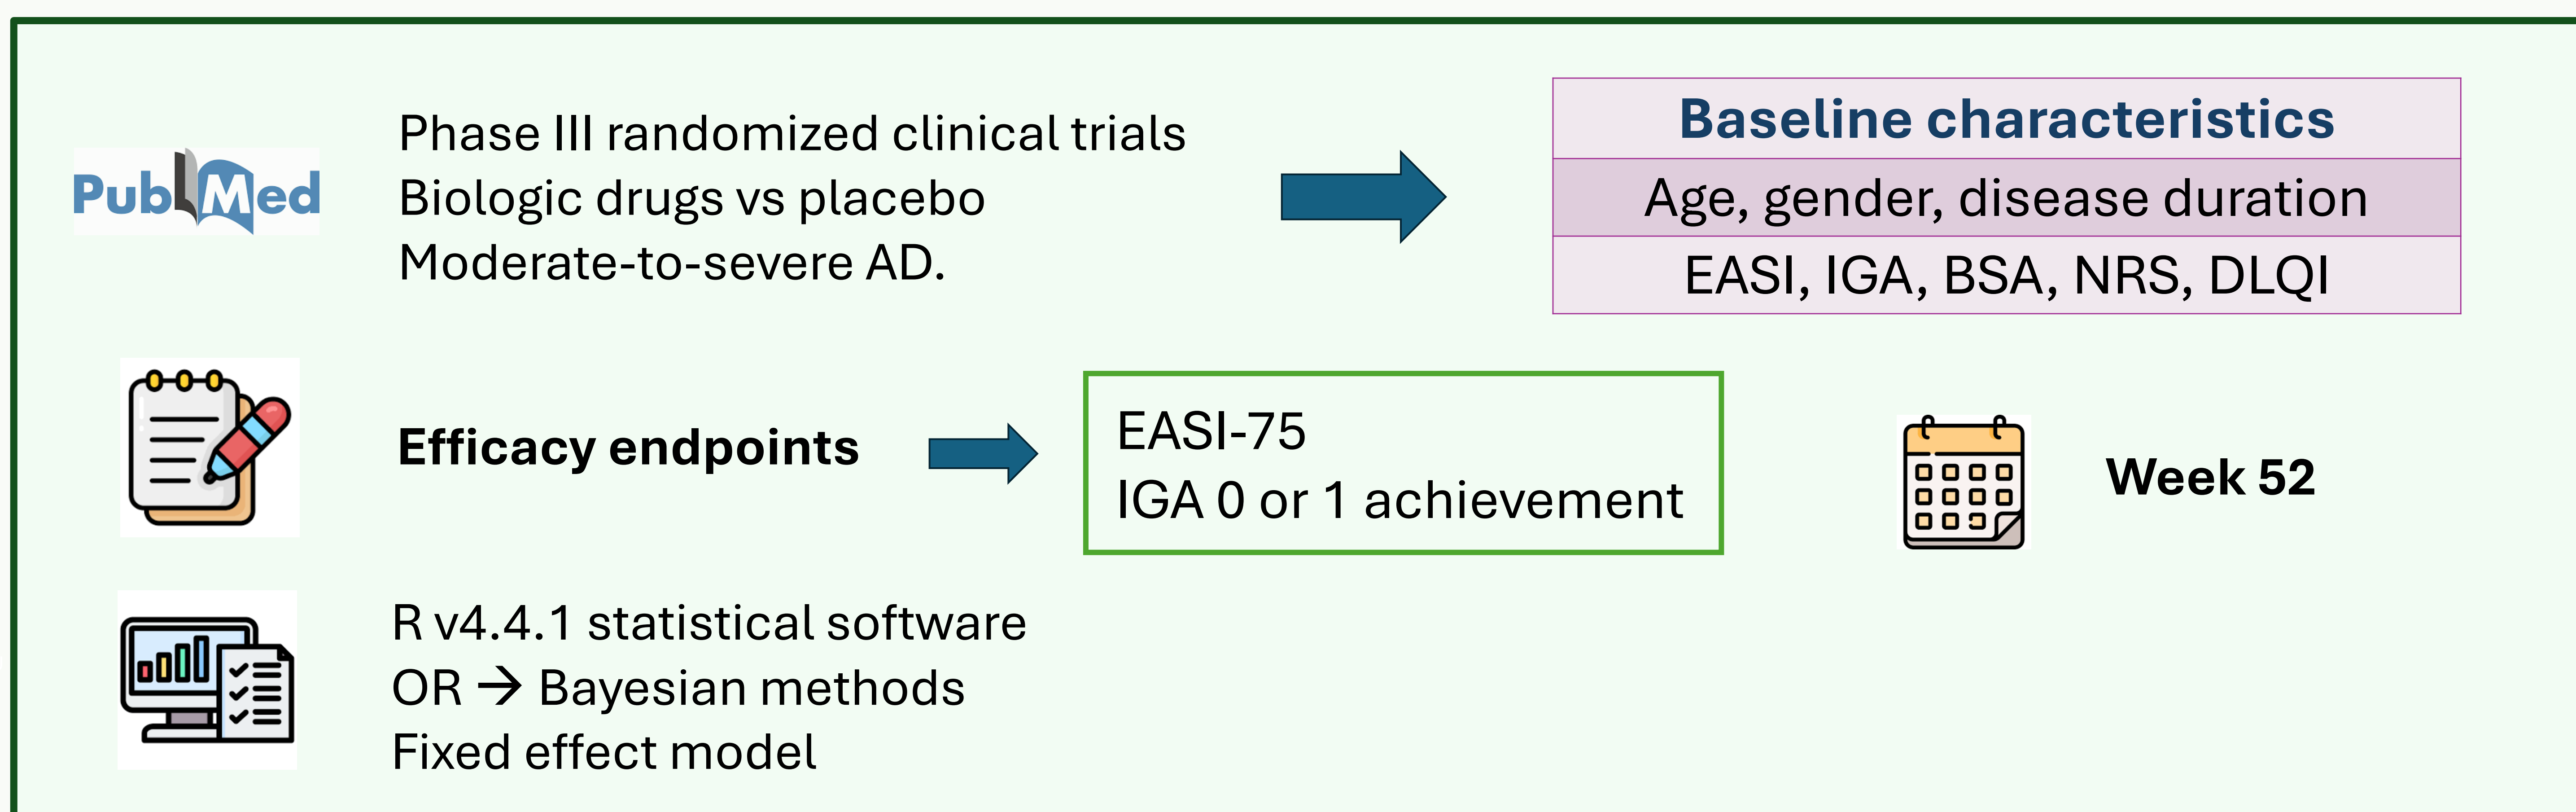 PubMed
Phase III randomized clinical trials
Biologic drugs vs placebo
Moderate-to-severe AD.
Baseline characteristics
Age, gender, disease duration
EASI, IGA, BSA, NRS, DLQI
Efficacy endpoints
EASI-75
IGA 0 or 1 achievement
Week 52
R v4.4.1 statistical software
OR → Bayesian methods
Fixed effect model